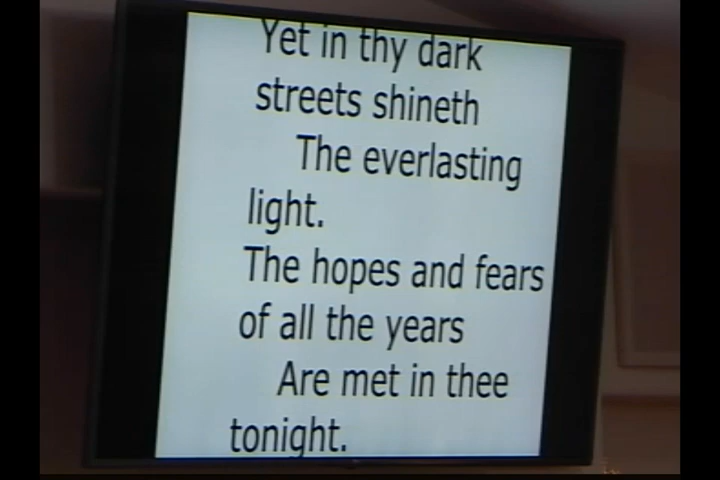 Yet in thy dark
streets shineth
The everlasting
light.
The hopes and fears
of all the years
Are met in thee
tonight.